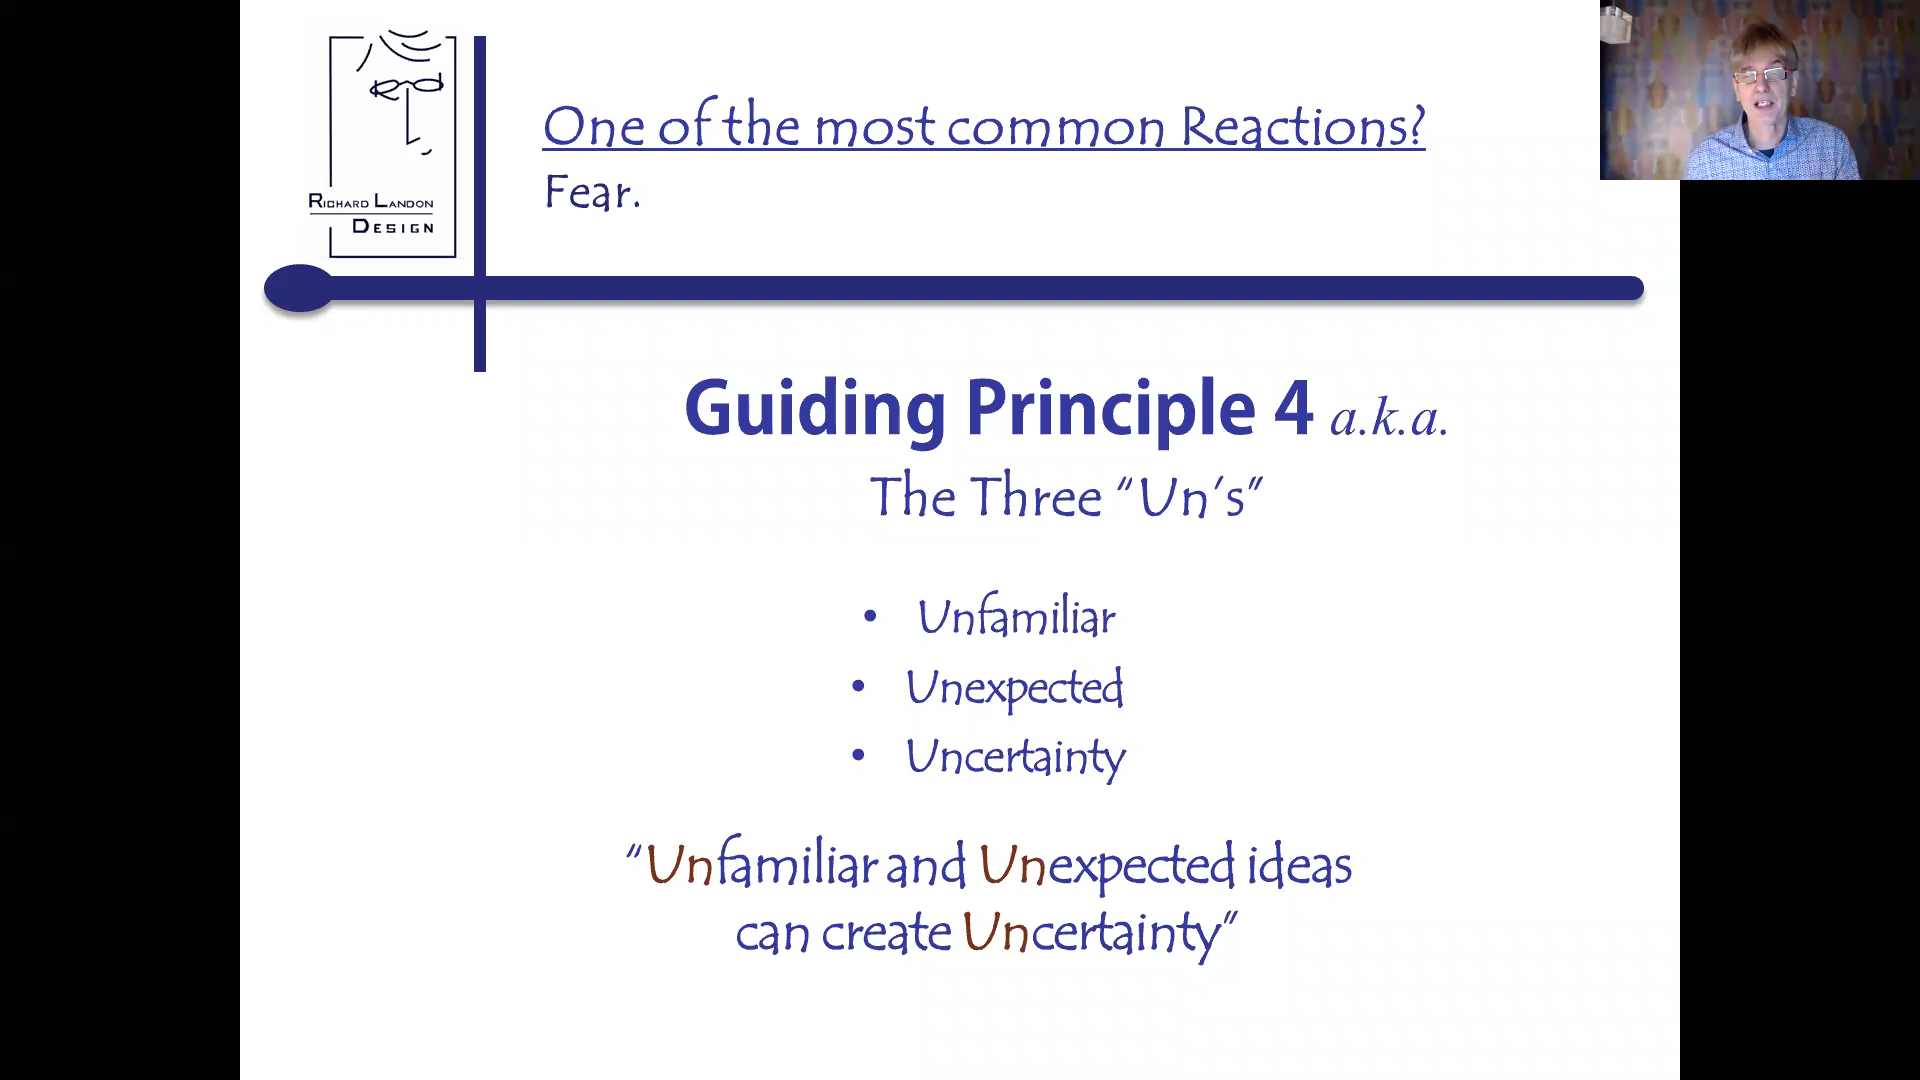 RICHARD LANDON
DESIGN
One of the most common Reactions?
Fear.
Guiding Principle 4 a.k.a.
The Three “Un’s”
• Unfamiliar
• Unexpected
• Uncertainty
“Unfamiliar and Unexpected ideas
can create Uncertainty”